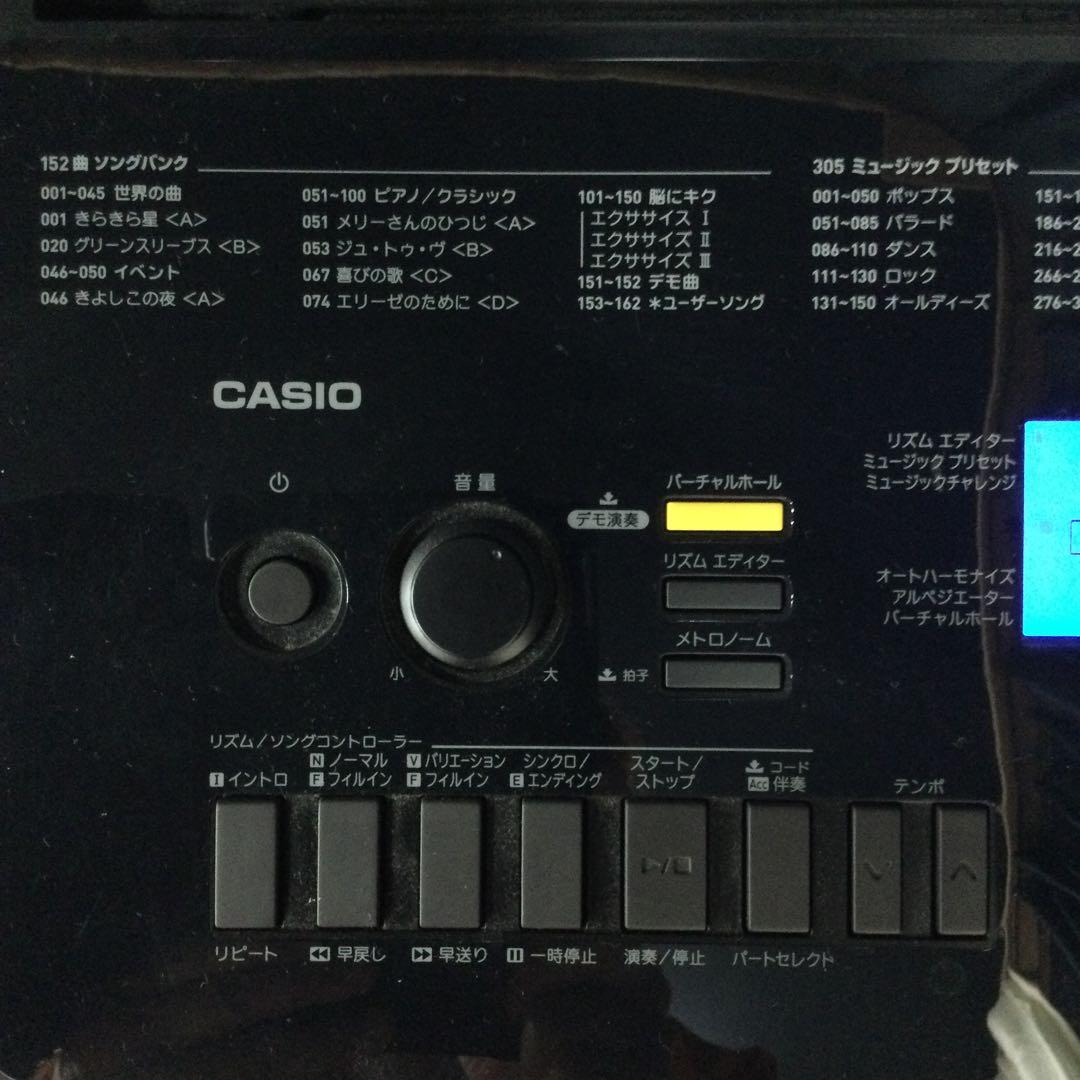 152曲 ソングバンク
001~045 世界の曲
001 きらきら星 <A>
020 グリーンスリーブス <B>
046~050 イベント
046 きよしこの夜 <A>
051~100 ピアノ/クラシック
051 メリーさんのひつじ <A>
053 ジュ・トゥ・ヴ <B>
067 喜びの歌 <C>
074 エリーゼのために <D>
101~150 脳にキク
エクササイズ Ⅰ
エクササイズ Ⅱ
エクササイズ Ⅲ
151~152 デモ曲
153~162 *ユーザーソング
305 ミュージック プリセット
001~050 ポップス
051~085 バラード
086~110 ダンス
111~130 ロック
131~150 オールディーズ
151~1
186~2
216~2
266~2
276~3
CASIO
音量
小
大
デモ演奏
バーチャルホール
リズム エディター
メトロノーム
拍子
リズム エディター
ミュージック プリセット
ミュージックチャレンジ
オートハーモナイズ
アルペジエーター
バーチャルホール
リズム/ソングコントローラー
I イントロ
N ノーマル
F フィルイン
V バリエーション
F フィルイン
シンクロ/
E エンディング
スタート/
ストップ
コード
Acc 伴奏
テンポ
リピート
早戻し
早送り
一時停止
演奏/停止
パートセレクト